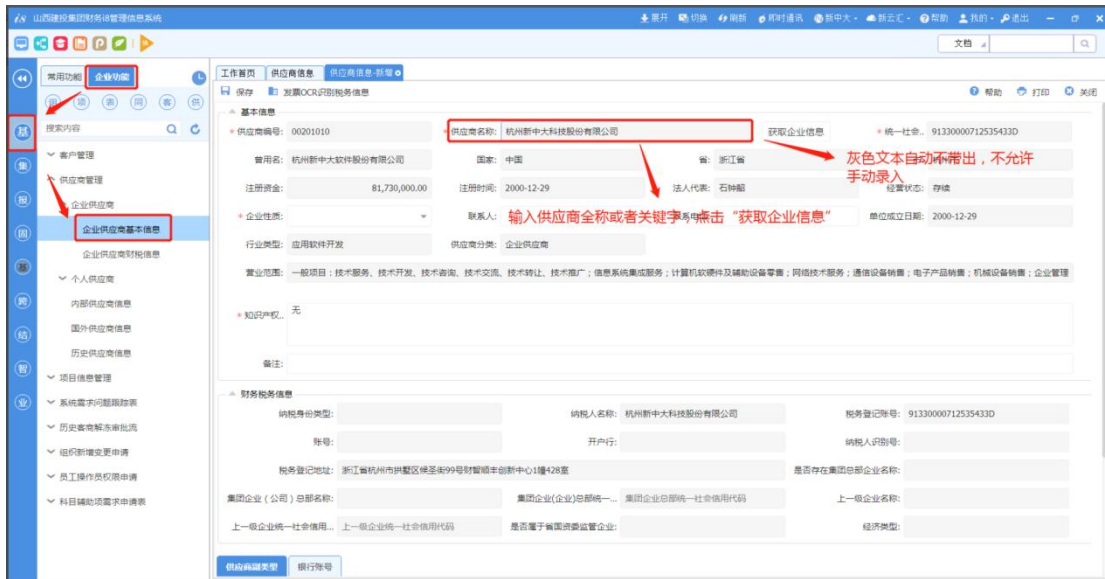 i8 山西建投集团财务i8管理信息系统 展开 切换 刷新 即时通讯 新中大 新云汇 帮助 我的 退出
文档
常用功能 企业功能
工作首页 供应商信息 供应商信息-新增
保存 发票OCR识别税务信息 帮助 打印 关闭
项 表 同 客 供
搜索内容
基 集 报 固 基 跨 结 智 业
客户管理
供应商管理
企业供应商
企业供应商基本信息
企业供应商财税信息
个人供应商
内部供应商信息
国外供应商信息
历史供应商信息
项目信息管理
系统需求问题跟踪表
历史客商解冻审批流
组织新增变更申请
员工操作员权限申请
科目辅助项需求申请表
基本信息
*供应商编号: 00201010 *供应商名称: 杭州新中大科技股份有限公司 获取企业信息 *统一社会.. 91330000712535433D
曾用名: 杭州新中大软件股份有限公司 国家: 中国 省: 浙江省
灰色文本自动不带出，不允许
手动录入
注册资金: 81,730,000.00 注册时间: 2000-12-29 法人代表: 石钟韶 经营状态: 存续
*企业性质: 联系人: 单位成立日期: 2000-12-29
输入供应商全称或者关键字，点击“获取企业信息”
行业类型: 应用软件开发 供应商分类: 企业供应商
营业范围: 一般项目：技术服务、技术开发、技术咨询、技术交流、技术转让、技术推广；信息系统集成服务；计算机软硬件及辅助设备零售；网络技术服务；通信设备销售；电子产品销售；机械设备销售；企业管理
*知识产权.. 无
备注:
财务税务信息
纳税身份类型: 纳税人名称: 杭州新中大科技股份有限公司 税务登记账号: 91330000712535433D
账号: 开户行: 纳税人识别号:
税务登记地址: 浙江省杭州市拱墅区候圣街99号财智顺丰创新中心1幢428室 是否存在集团总部企业名称:
集团企业（公司）总部名称: 集团企业(企业)总部统一... 集团企业总部统一社会信用代码 上一级企业名称:
上一级企业统一社会信用... 上一级企业统一社会信用代码 是否属于省国资委监管企业: 经济类型:
供应商副类型 银行账号